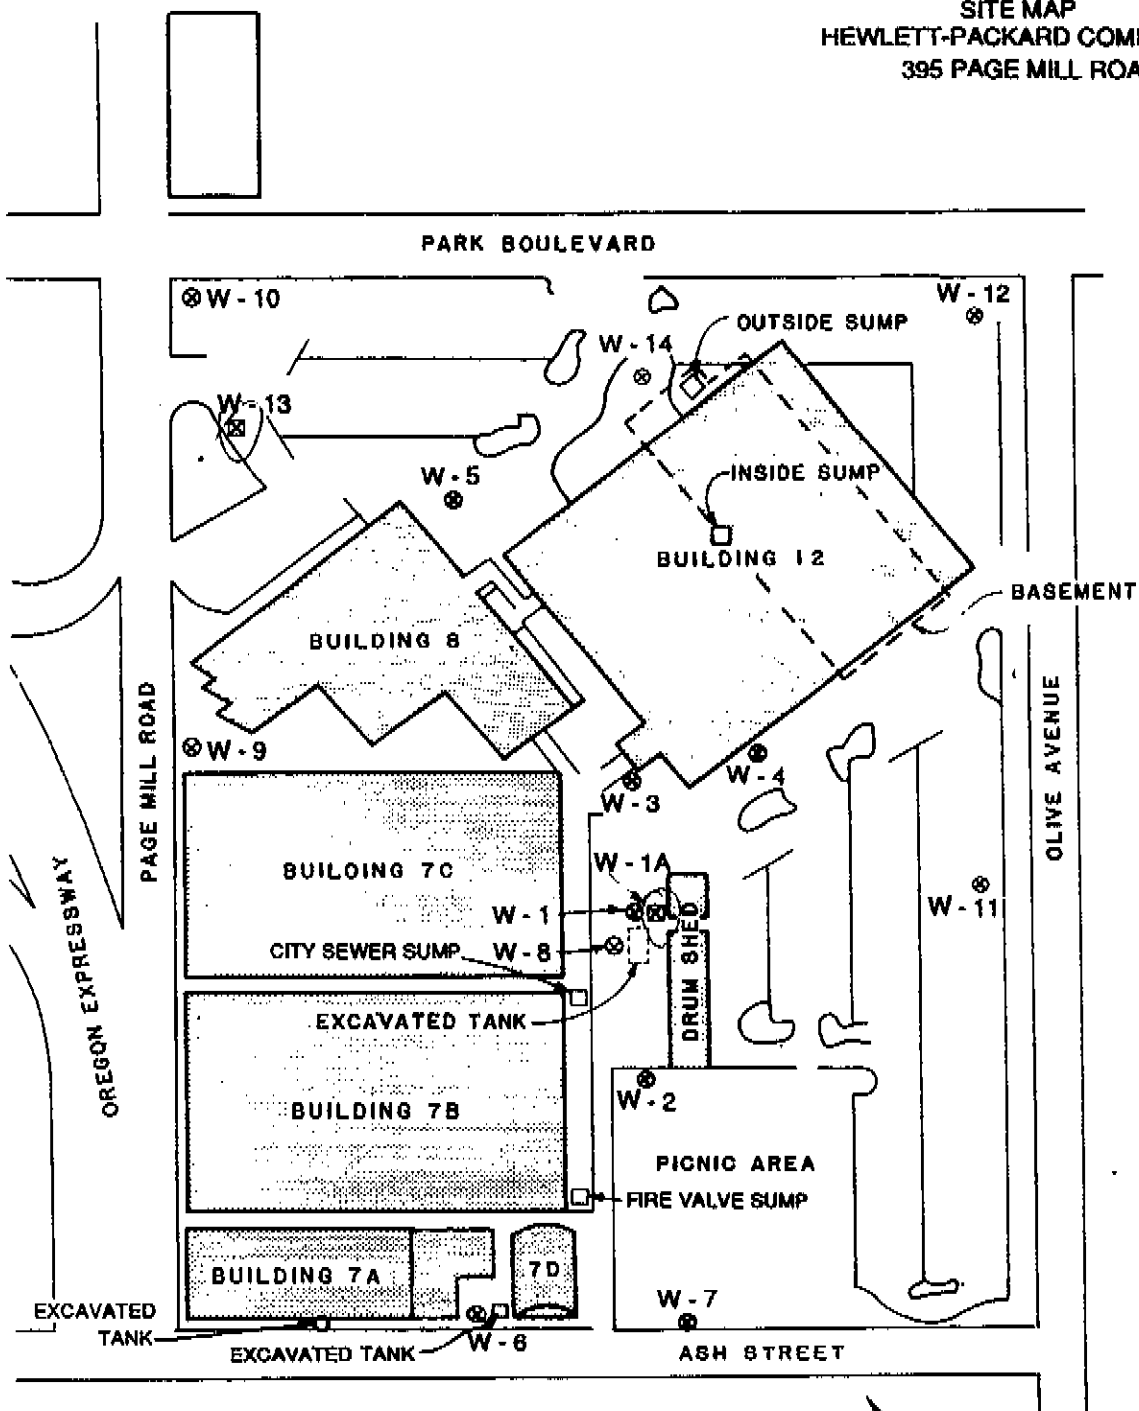 SITE MAP
HEWLETT-PACKARD COM
395 PAGE MILL ROA
PARK BOULEVARD
W - 10
W - 12
OUTSIDE SUMP
W - 14
W - 13
W - 5
INSIDE SUMP
BUILDING 12
BASEMENT
BUILDING 8
PAGE MILL ROAD
OLIVE AVENUE
W - 9
W - 4
W - 3
BUILDING 7C
W - 1A
W - 11
W - 1
OREGON EXPRESSWAY
CITY SEWER SUMP
W - 8
DRUM SHED
EXCAVATED TANK
W - 2
BUILDING 7B
PICNIC AREA
FIRE VALVE SUMP
BUILDING 7A
7D
EXCAVATED
TANK
W - 7
W - 6
EXCAVATED TANK
ASH STREET